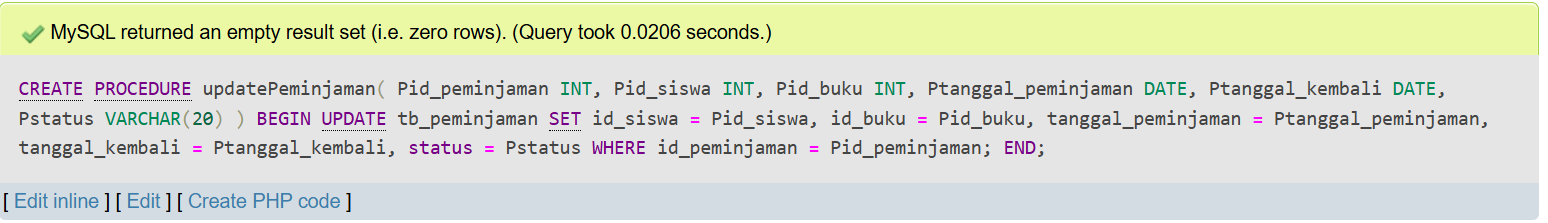 MySQL returned an empty result set (i.e. zero rows). (Query took 0.0206 seconds.)
CREATE PROCEDURE updatePeminjaman( Pid_peminjaman INT, Pid_siswa INT, Pid_buku INT, Ptanggal_peminjaman DATE, Ptanggal_kembali DATE,
Pstatus VARCHAR(20) ) BEGIN UPDATE tb_peminjaman SET id_siswa = Pid_siswa, id_buku = Pid_buku, tanggal_peminjaman = Ptanggal_peminjaman,
tanggal_kembali = Ptanggal_kembali, status = Pstatus WHERE id_peminjaman = Pid_peminjaman; END;
[ Edit inline ] [ Edit ] [ Create PHP code ]